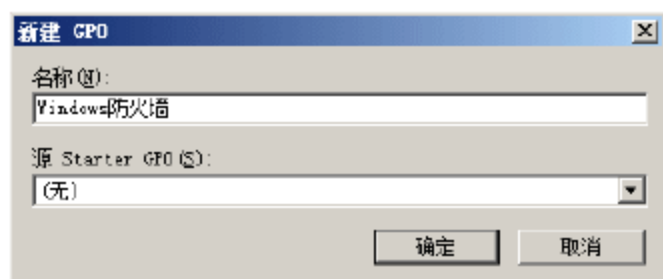 新建 GPO
名称(N):
Windows防火墙
源 Starter GPO(S):
(无)
确定
取消